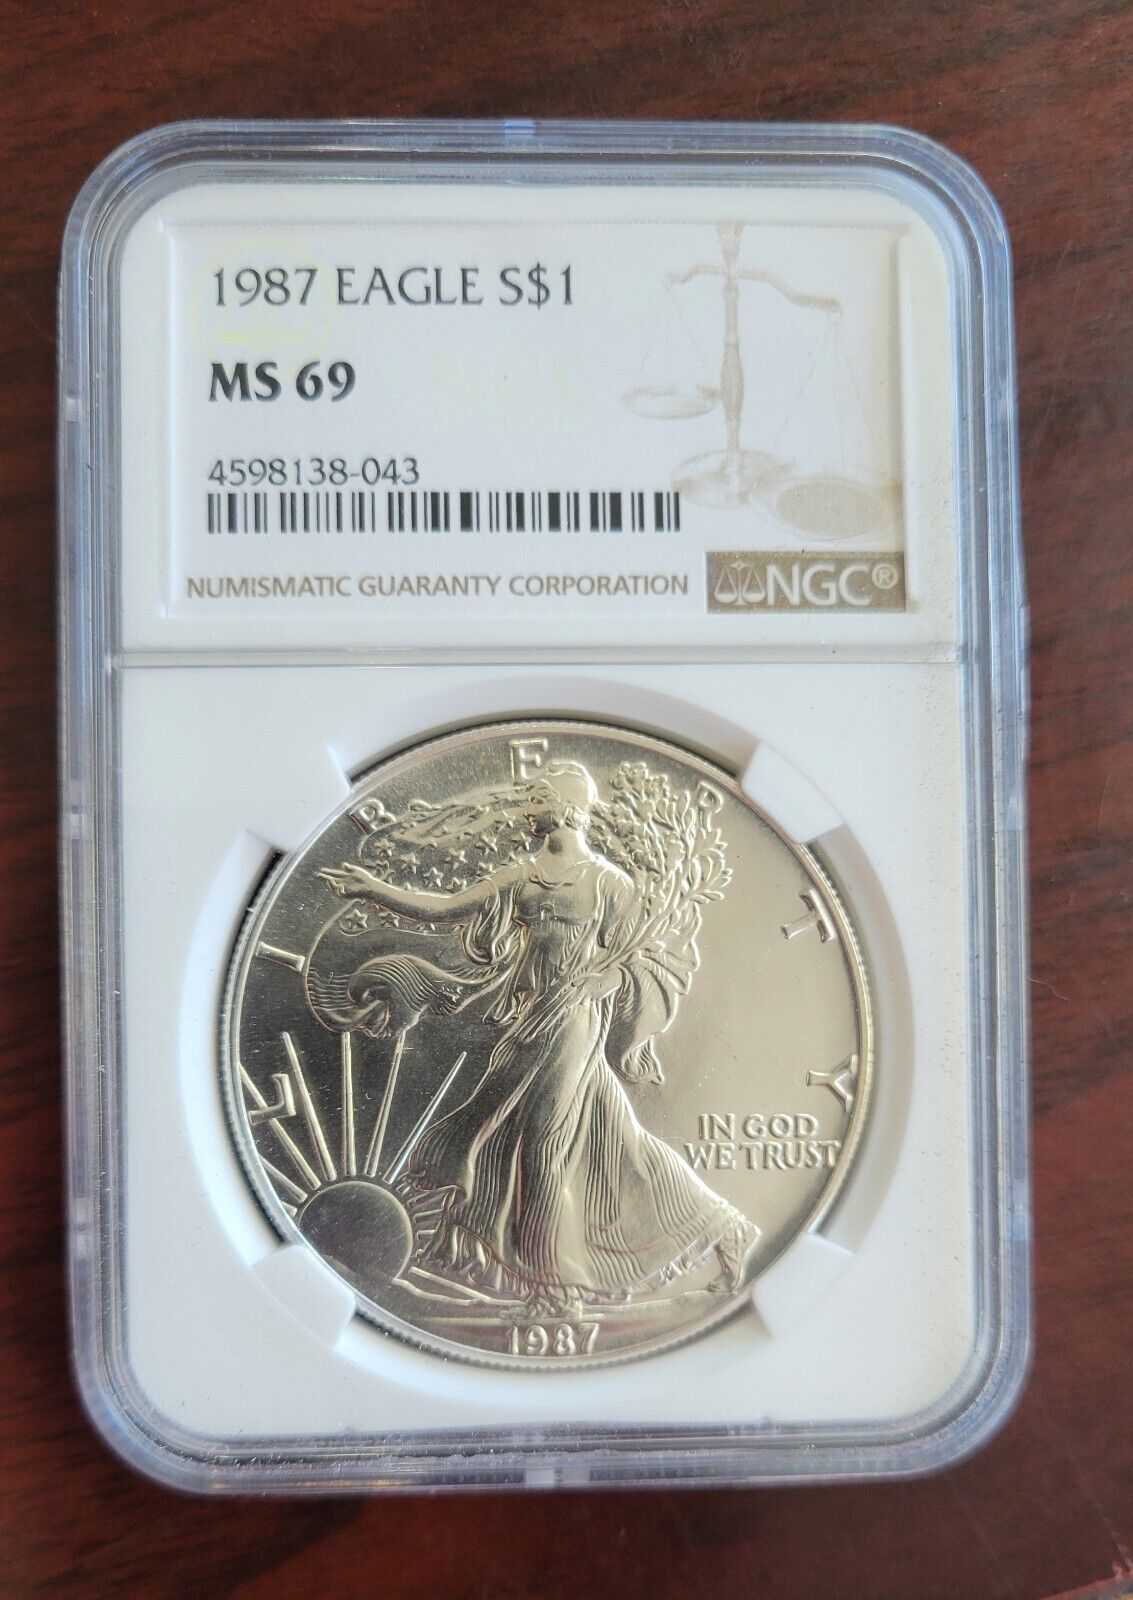 1987 EAGLE S$1
MS 69
4598138-043
NUMISMATIC GUARANTY CORPORATION
NGC®
LIBERTY
IN GOD
WE TRUST
1987